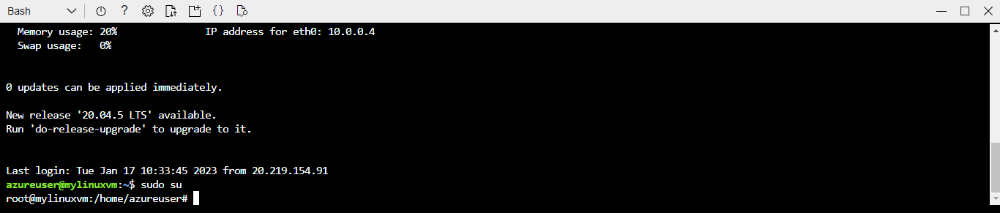 Bash
?
{}
Memory usage: 20% IP address for eth0: 10.0.0.4
Swap usage: 0%
0 updates can be applied immediately.
New release '20.04.5 LTS' available.
Run 'do-release-upgrade' to upgrade to it.
Last login: Tue Jan 17 10:33:45 2023 from 20.219.154.91
azureuser@mylinuxvm:~$ sudo su
root@mylinuxvm:/home/azureuser#